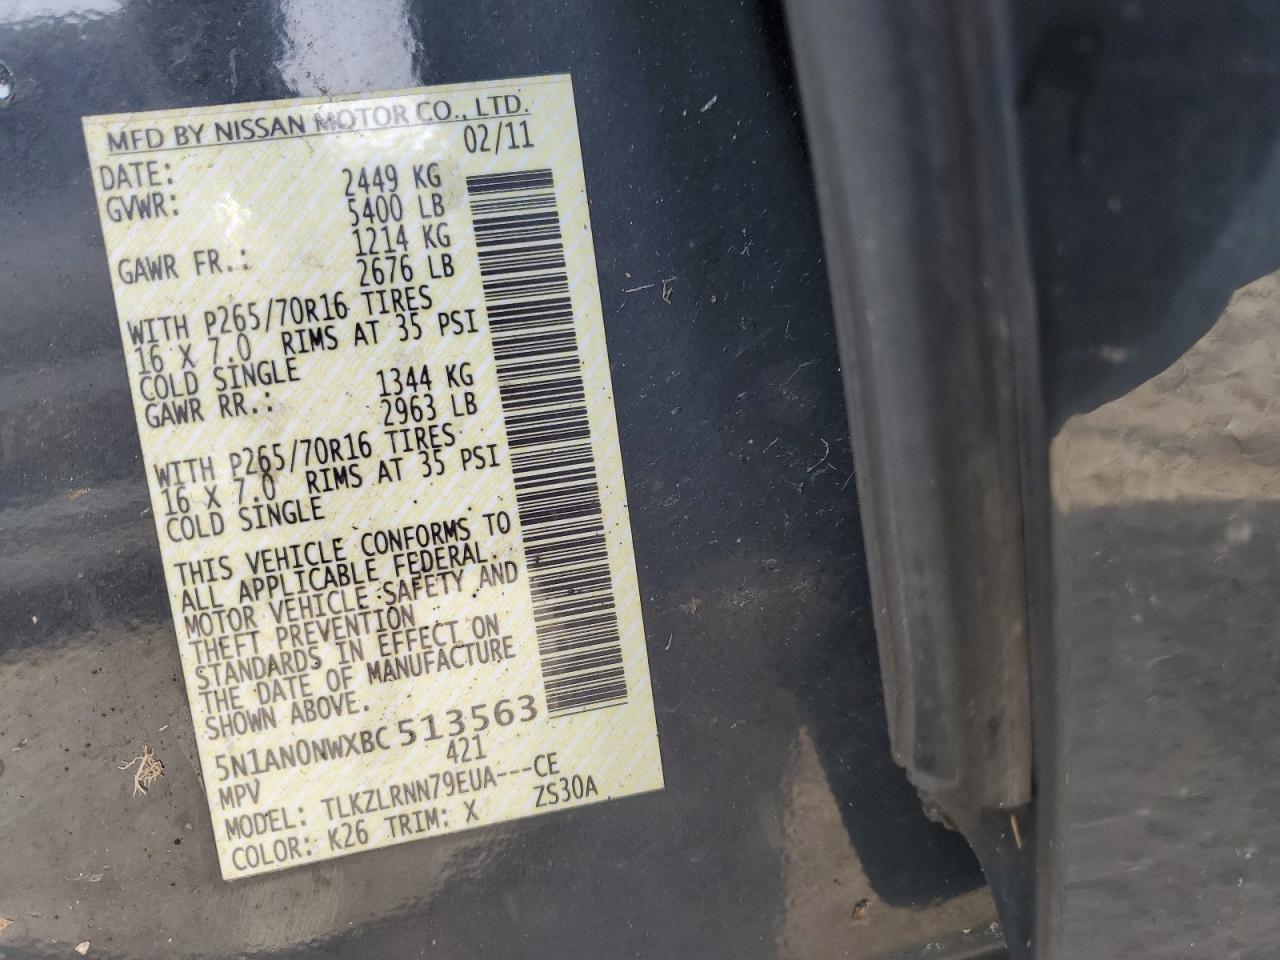 MFD BY NISSAN MOTOR CO., LTD.
DATE: 02/11
GVWR: 2449 KG
5400 LB
GAWR FR.: 1214 KG
2676 LB
WITH P265/70R16 TIRES
16 X 7.0 RIMS AT 35 PSI
COLD SINGLE
GAWR RR.: 1344 KG
2963 LB
WITH P265/70R16 TIRES
16 X 7.0 RIMS AT 35 PSI
COLD SINGLE
THIS VEHICLE CONFORMS TO
ALL APPLICABLE FEDERAL
MOTOR VEHICLE SAFETY AND
THEFT PREVENTION
STANDARDS IN EFFECT ON
THE DATE OF MANUFACTURE
SHOWN ABOVE.
5N1AN0NWXBC513563
MPV 421
MODEL: TLKZLRNN79EUA---CE
COLOR: K26 TRIM: X ZS30A